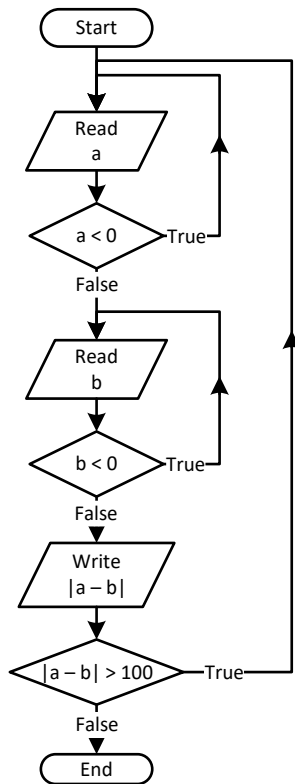 Start
Read
a
a < 0
True
False
Read
b
b < 0
True
False
Write
|a – b|
|a – b| > 100
True
False
End